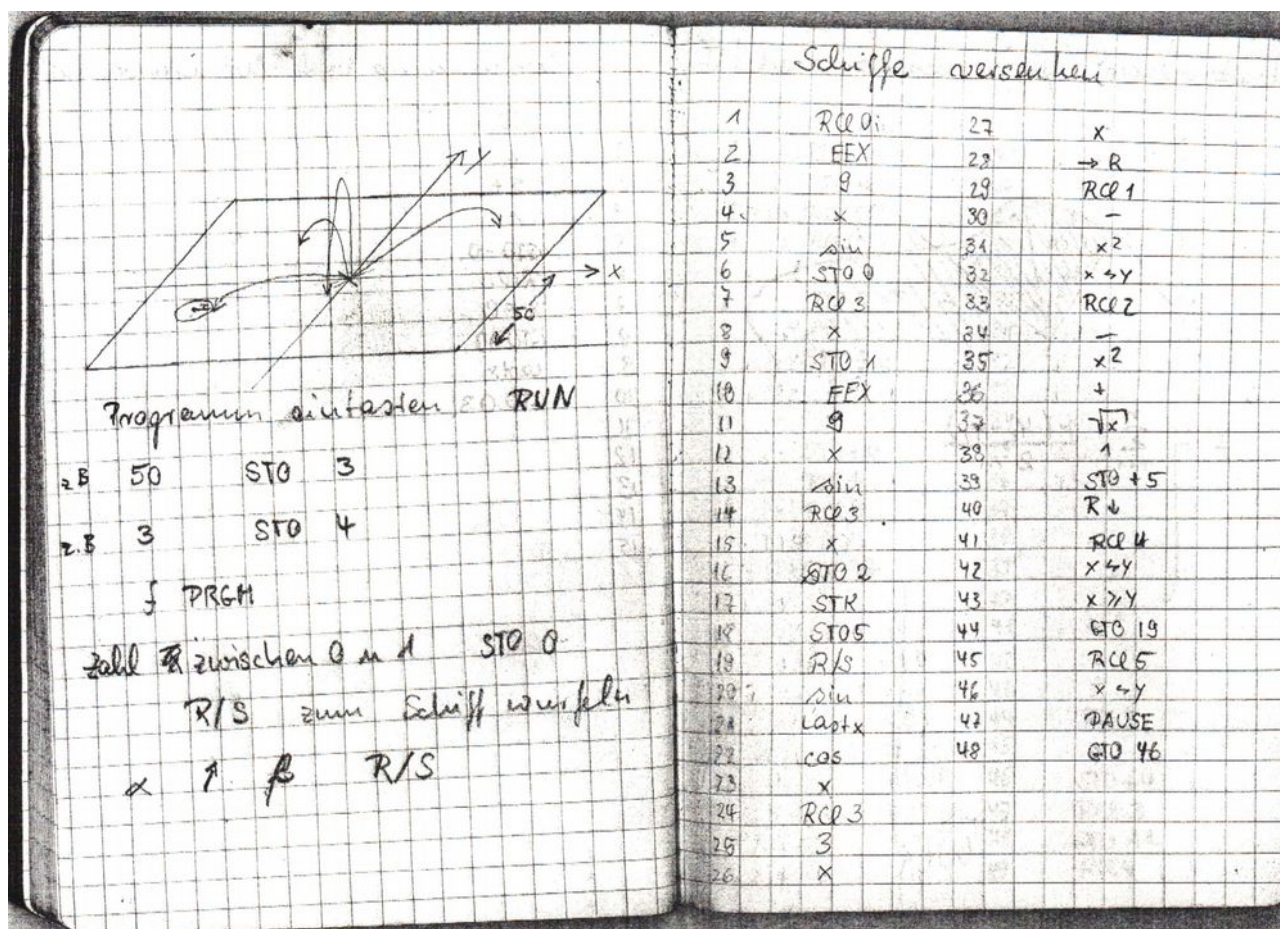 Y
X
50
Programm eintasten RUN
z.B 50 STO 3
z.B 3 STO 4
f PRGM
Zahl zwischen 0 u 1 STO 0
R/S zum Schiff würfeln
α ↑ β R/S
Schiffe versenken
1 RCL 0
2 EEX
3 9
4 x
5 sin
6 STO 0
7 RCL 3
8 x
9 STO 1
10 EEX
11 9
12 x
13 sin
14 RCL 3
15 x
16 STO 2
17 STK
18 STO 5
19 R/S
20 sin
21 Lastx
22 cos
23 x
24 RCL 3
25 3
26 x
27 x
28 → R
29 RCL 1
30 -
31 x²
32 x↔y
33 RCL 2
34 -
35 x²
36 +
37 √x
38 1
39 STO + 5
40 R↓
41 RCL 4
42 x↔y
43 x≥y
44 GTO 19
45 RCL 5
46 x↔y
47 PAUSE
48 GTO 46